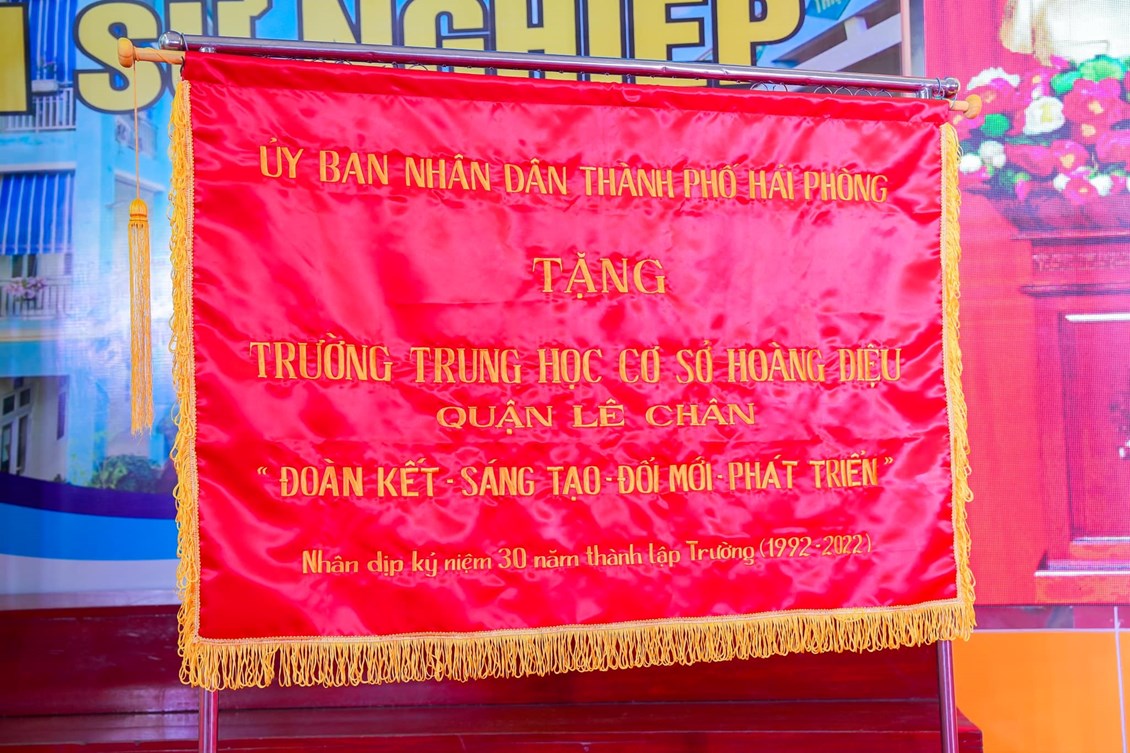 SỰ NGHIỆP
ỦY BAN NHÂN DÂN THÀNH PHỐ HẢI PHÒNG
TẶNG
TRƯỜNG TRUNG HỌC CƠ SỞ HOÀNG DIỆU
QUẬN LÊ CHÂN
“ĐOÀN KẾT - SÁNG TẠO - ĐỔI MỚI - PHÁT TRIỂN”
Nhân dịp kỷ niệm 30 năm thành lập Trường (1992 - 2022)